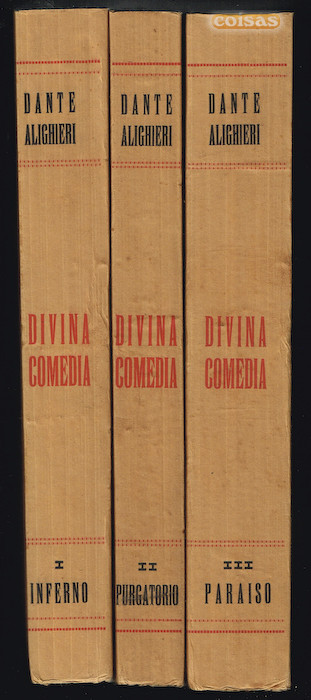 coisas
DANTE
ALIGHIERI
DIVINA
COMEDIA
I
INFERNO
DANTE
ALIGHIERI
DIVINA
COMEDIA
II
PURGATORIO
DANTE
ALIGHIERI
DIVINA
COMEDIA
III
PARAISO